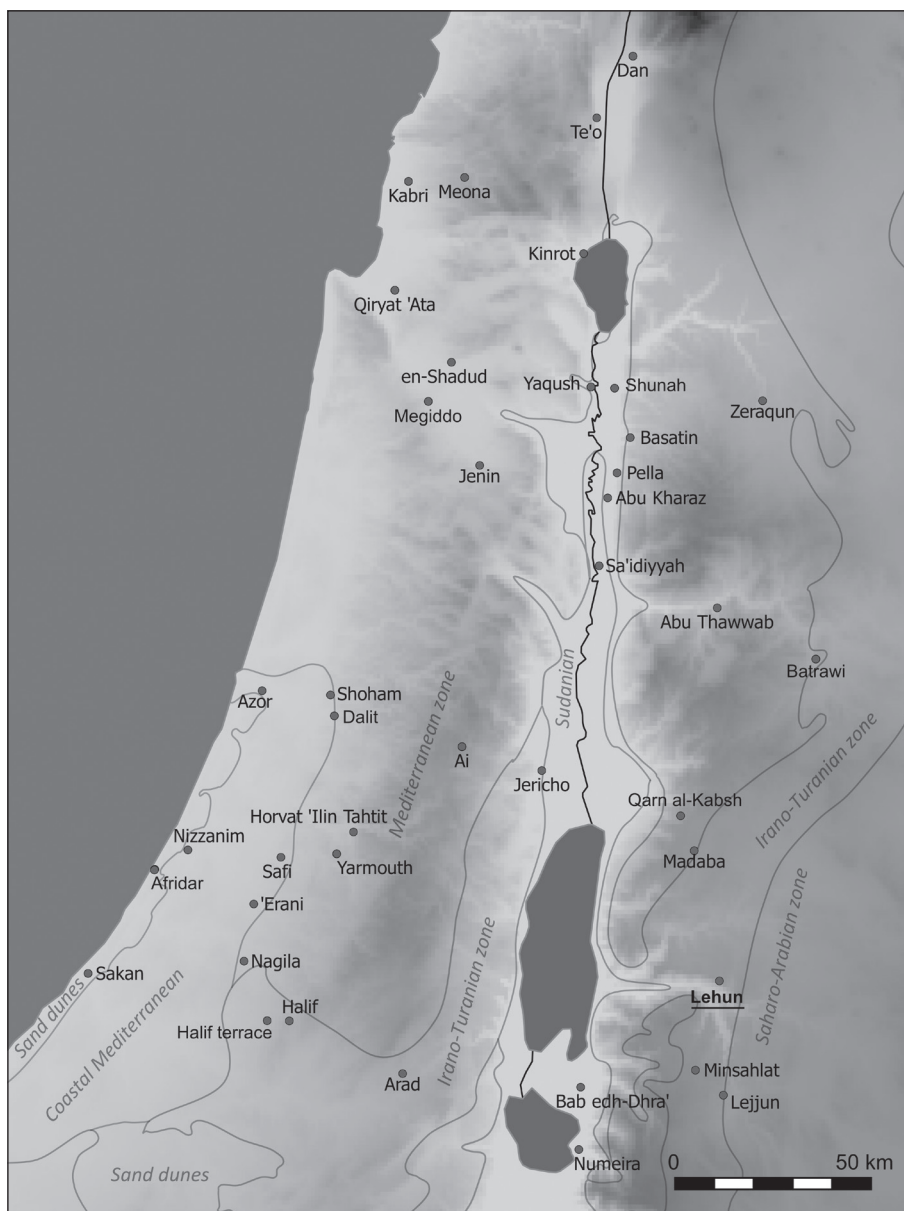 Dan
Te'o
Kabri
Meona
Kinrot
Qiryat 'Ata
en-Shadud
Yaqush
Shunah
Megiddo
Zeraqun
Basatin
Jenin
Pella
Abu Kharaz
Sa'idiyyah
Abu Thawwab
Batrawi
Sudanian
Azor
Shoham
Dalit
Mediterranean zone
Ai
Irano-Turanian zone
Jericho
Qarn al-Kabsh
Horvat 'Ilin Tahtit
Nizzanim
Madaba
Safi
Yarmouth
Afridar
'Erani
Saharo-Arabian zone
Nagila
Sakan
Irano-Turanian zone
Lehun
Sand dunes
Coastal Mediterranean
Halif
Halif terrace
Minsahlat
Arad
Bab edh-Dhra'
Lejjun
Sand dunes
Numeira
0 50 km